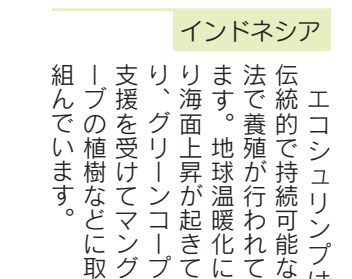 インドネシア
エコシュリンプは
伝統的で持続可能な
法で養殖が行われて
ます。地球温暖化に
り海面上昇が起きて
り、グリーンコープ
支援を受けてマング
ーブの植樹などに取
組んでいます。